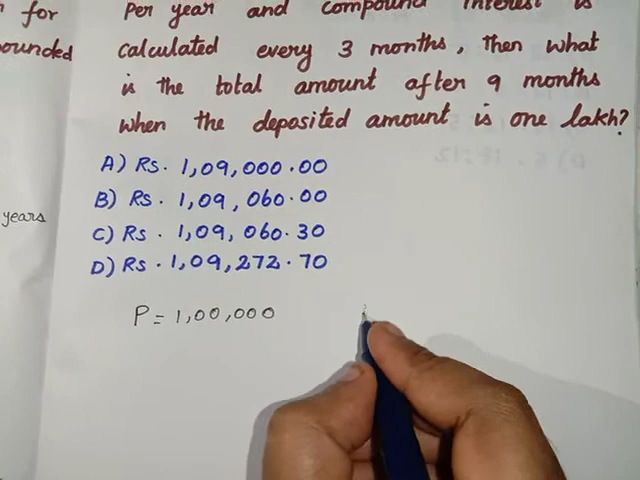 for
Per year and compound interest is
ounded
calculated every 3 months, then what
is the total amount after 9 months
when the deposited amount is one lakh?
A) Rs. 1,09,000.00
B) Rs. 1,09,060.00
years
C) Rs. 1,09,060.30
D) Rs. 1,09,272.70
P = 1,00,000